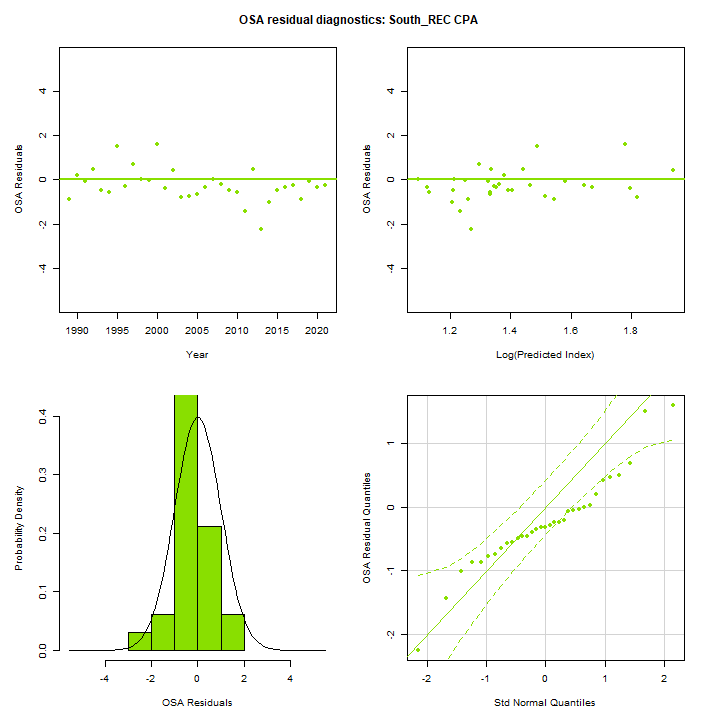 OSA residual diagnostics: South_REC CPA
OSA Residuals
4
2
0
-2
-4
1990 1995 2000 2005 2010 2015 2020
Year
OSA Residuals
4
2
0
-2
-4
1.2 1.4 1.6 1.8
Log(Predicted Index)
Probability Density
0.4
0.3
0.2
0.1
0.0
-4 -2 0 2 4
OSA Residuals
OSA Residual Quantiles
1
0
-1
-2
-2 -1 0 1 2
Std Normal Quantiles